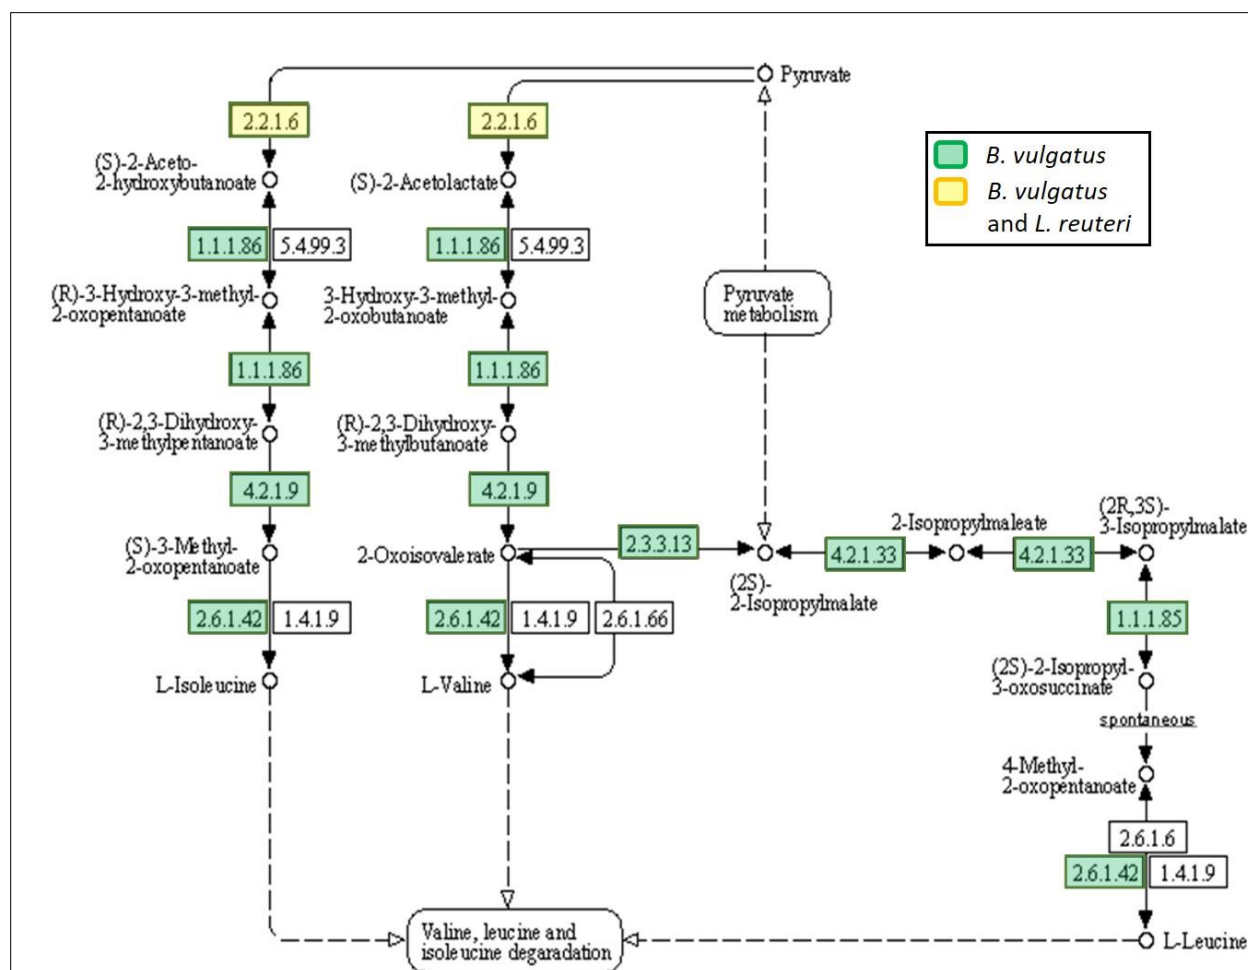 Pyruvate
2.2.1.6
2.2.1.6
B. vulgatus
B. vulgatus
and L. reuteri
(S)-2-Aceto-
2-hydroxybutanoate
(S)-2-Acetolactate
1.1.1.86
5.4.99.3
1.1.1.86
5.4.99.3
(R)-3-Hydroxy-3-methyl-
2-oxopentanoate
3-Hydroxy-3-methyl-
2-oxobutanoate
Pyruvate
metabolism
1.1.1.86
1.1.1.86
(R)-2,3-Dihydroxy-
3-methylpentanoate
(R)-2,3-Dihydroxy-
3-methylbutanoate
4.2.1.9
4.2.1.9
(S)-3-Methyl-
2-oxopentanoate
2-Oxoisovalerate
2.3.3.13
(2S)-
2-Isopropylmalate
4.2.1.33
2-Isopropylmaleate
4.2.1.33
(2R,3S)-
3-Isopropylmalate
2.6.1.42
1.4.1.9
2.6.1.42
1.4.1.9
2.6.1.66
1.1.1.85
L-Isoleucine
L-Valine
(2S)-2-Isopropyl-
3-oxosuccinate
spontaneous
4-Methyl-
2-oxopentanoate
2.6.1.6
2.6.1.42
1.4.1.9
Valine, leucine and
isoleucine degaradation
L-Leucine